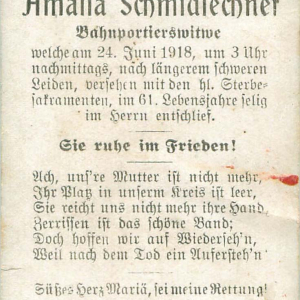 Amalia Schmidlechner
Bahnportierswitwe
welche am 24. Juni 1918, um 3 Uhr
nachmittags, nach längerem schweren
Leiden, versehen mit den hl. Sterbe-
sakramenten, im 61. Lebensjahre selig
im Herrn entschlief.
Sie ruhe im Frieden!
Ach, uns're Mutter ist nicht mehr,
Ihr Platz in unserm Kreis ist leer,
Sie reicht uns nicht mehr ihre Hand,
Zerrissen ist das schöne Band;
Doch hoffen wir auf Wiederseh'n,
Weil nach dem Tod ein Aufersteh'n!
Süßes Herz Mariä, sei meine Rettung!